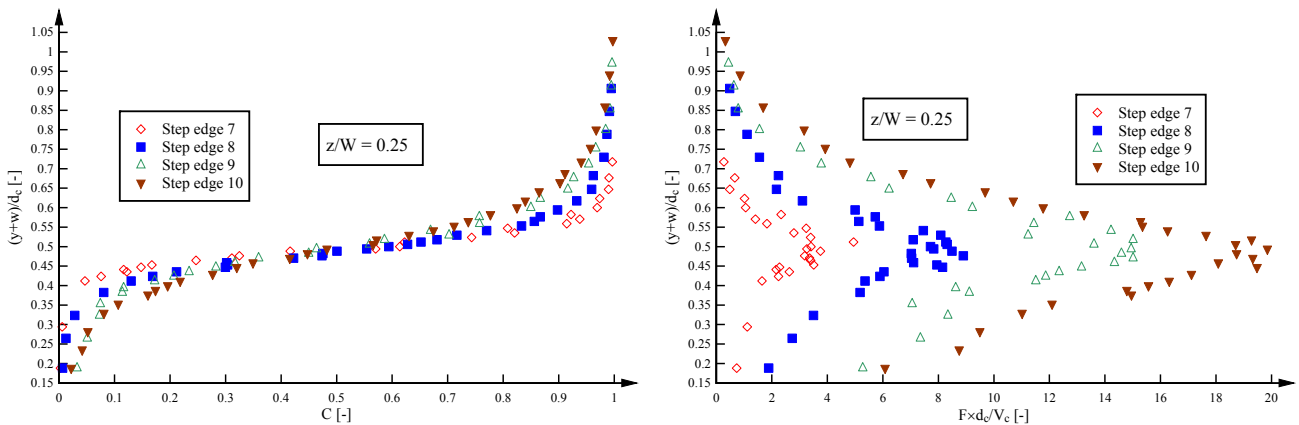 1.05
1
0.95
0.9
0.85
0.8
0.75
0.7
0.65
0.6
0.55
0.5
0.45
0.4
0.35
0.3
0.25
0.2
0.15
(y+w)/dc [-]
Step edge 7
Step edge 8
Step edge 9
Step edge 10
z/W = 0.25
0 0.1 0.2 0.3 0.4 0.5 0.6 0.7 0.8 0.9 1
C [-]
1.05
1
0.95
0.9
0.85
0.8
0.75
0.7
0.65
0.6
0.55
0.5
0.45
0.4
0.35
0.3
0.25
0.2
0.15
(y+w)/dc [-]
z/W = 0.25
Step edge 7
Step edge 8
Step edge 9
Step edge 10
0 2 4 6 8 10 12 14 16 18 20
F×dc/Vc [-]